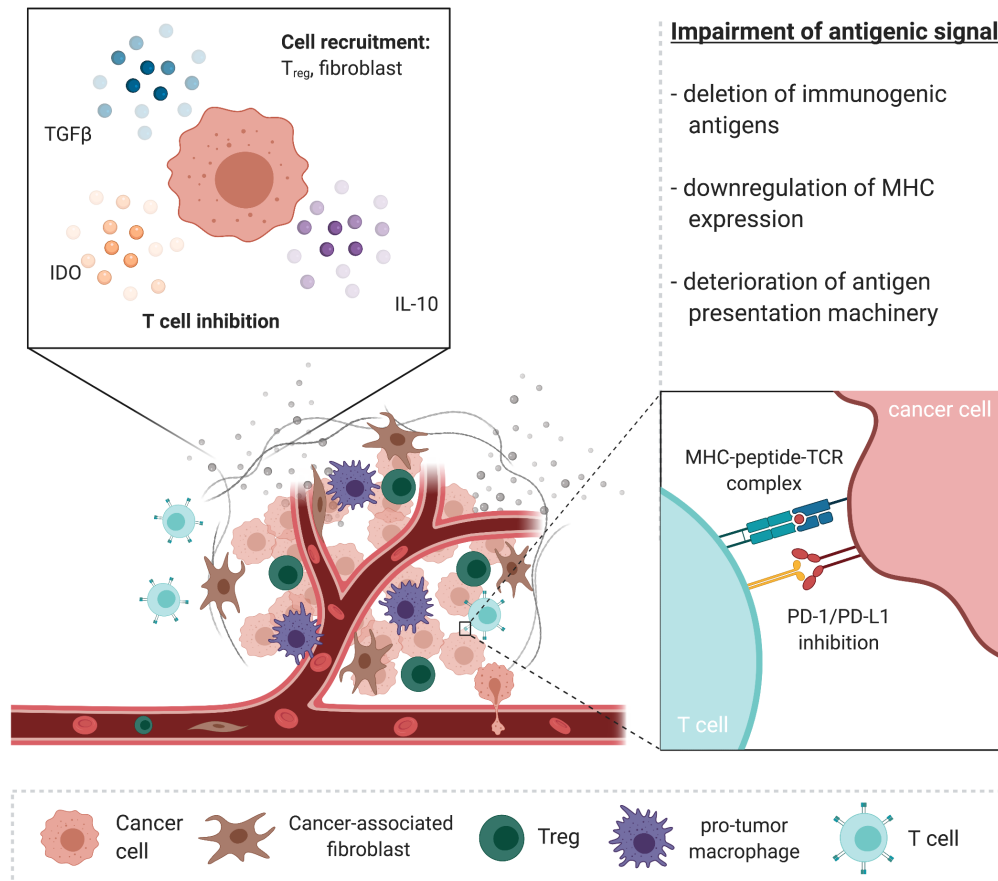 Cell recruitment:
Treg, fibroblast
TGFβ
IDO
IL-10
T cell inhibition
Impairment of antigenic signal
- deletion of immunogenic
antigens
- downregulation of MHC
expression
- deterioration of antigen
presentation machinery
cancer cell
MHC-peptide-TCR
complex
PD-1/PD-L1
inhibition
T cell
Cancer
cell
Cancer-associated
fibroblast
Treg
pro-tumor
macrophage
T cell